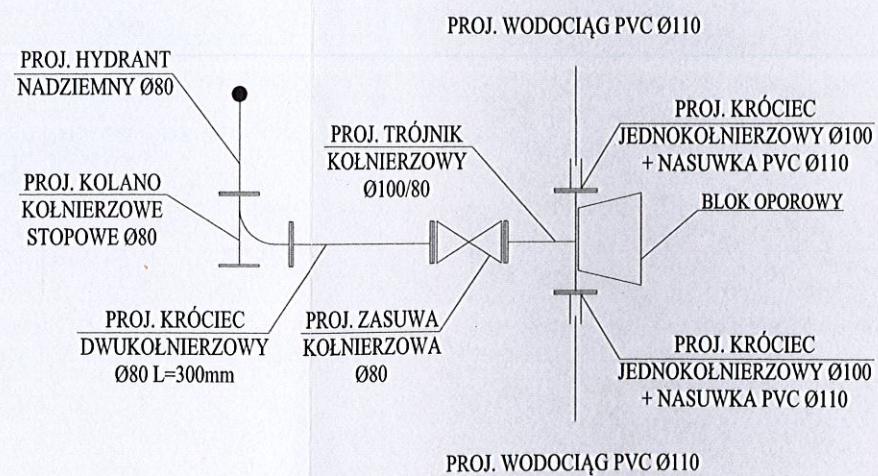 PROJ. WODOCIĄG PVC Ø110
PROJ. HYDRANT
NADZIEMNY Ø80
PROJ. KOLANO
KOŁNIERZOWE
STOPOWE Ø80
PROJ. KRÓCIEC
DWUKOŁNIERZOWY
Ø80 L=300mm
PROJ. TRÓJNIK
KOŁNIERZOWY
Ø100/80
PROJ. ZASUWA
KOŁNIERZOWA
Ø80
PROJ. KRÓCIEC
JEDNOKOŁNIERZOWY Ø100
+ NASUWKA PVC Ø110
BLOK OPOROWY
PROJ. KRÓCIEC
JEDNOKOŁNIERZOWY Ø100
+ NASUWKA PVC Ø110
PROJ. WODOCIĄG PVC Ø110